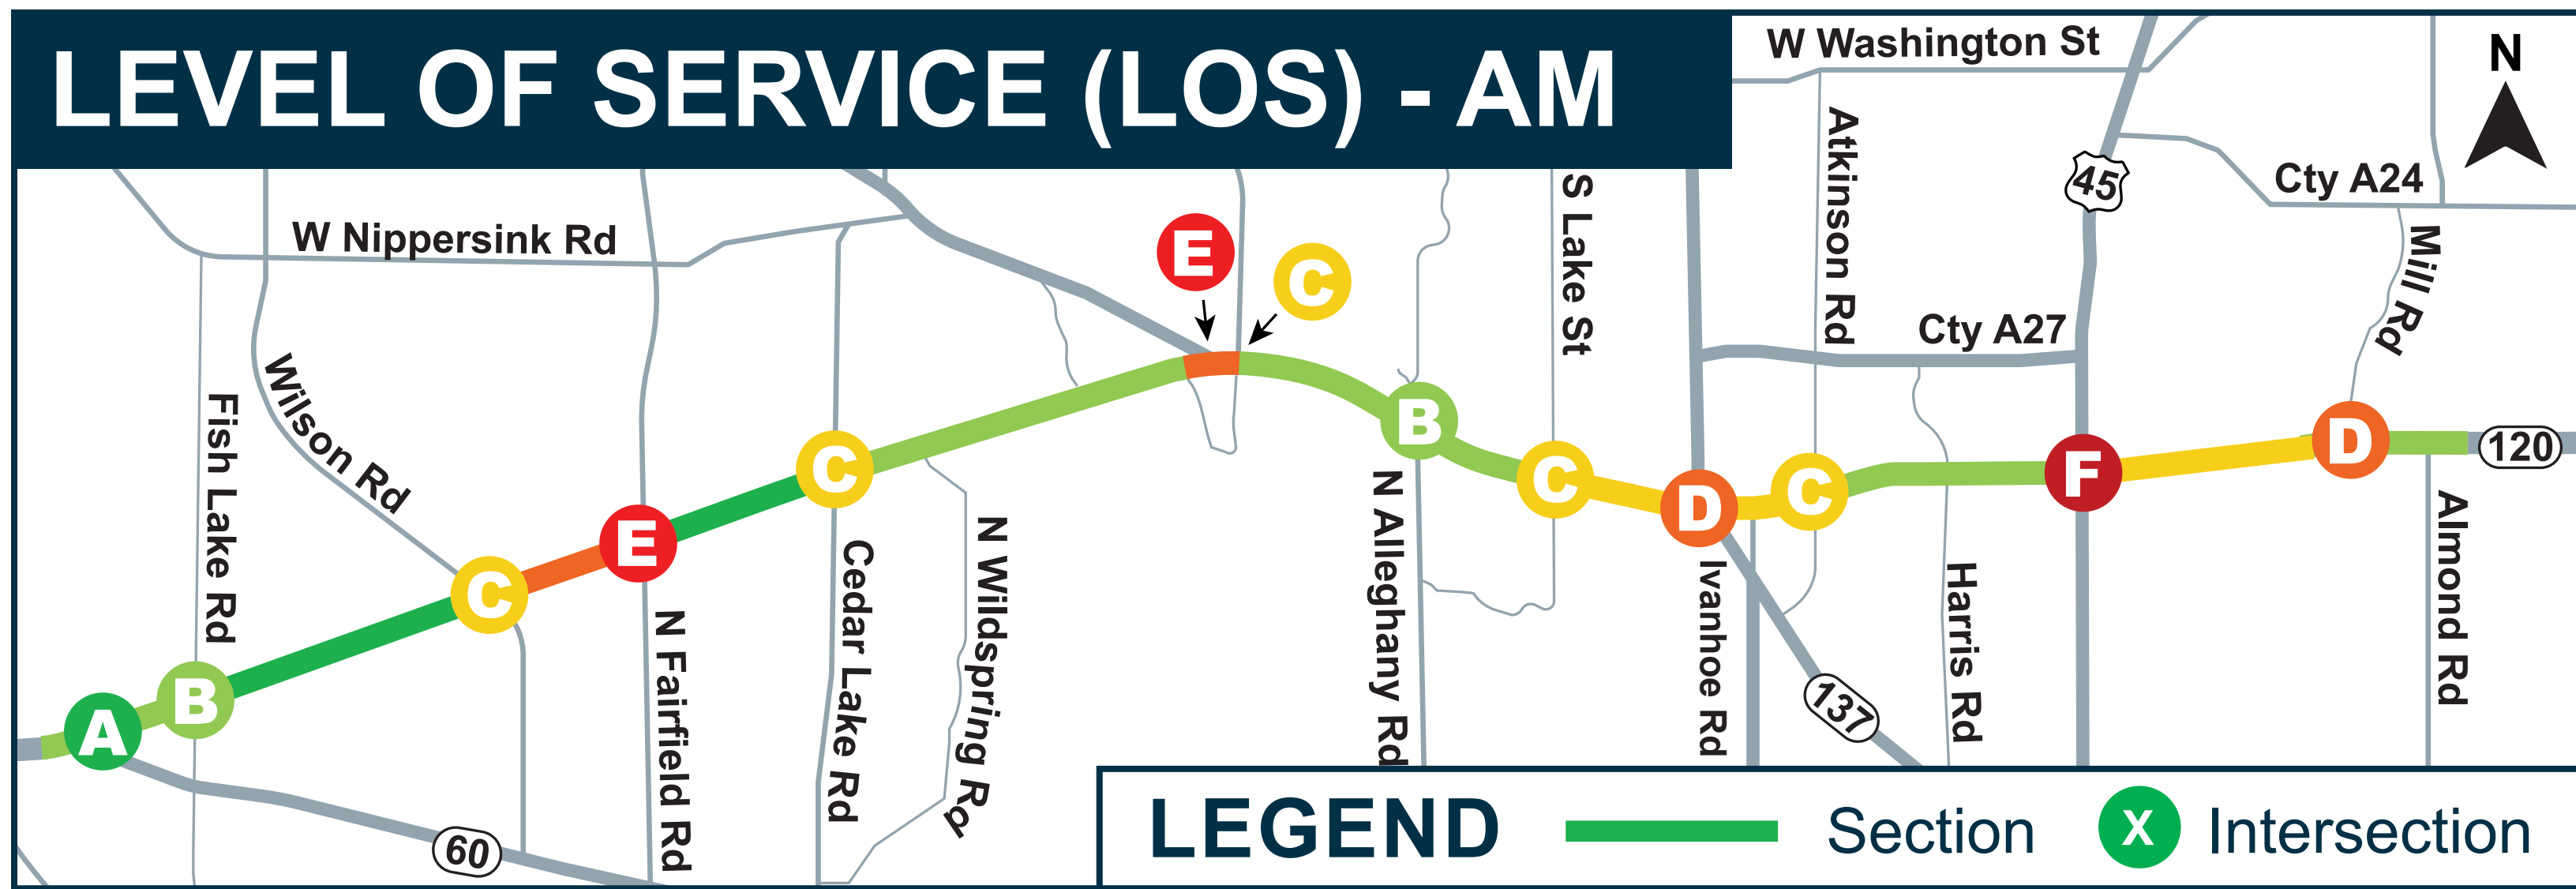 LEVEL OF SERVICE (LOS) - AM
W Washington St
N
Atkinson Rd
45
Cty A24
S Lake St
W Nippersink Rd
E
C
Mill Rd
Cty A27
Wilson Rd
Fish Lake Rd
B
D
120
C
C
C
F
D
E
N Alleghany Rd
Almond Rd
N Wildspring Rd
Cedar Lake Rd
C
Ivanhoe Rd
Harris Rd
N Fairfield Rd
B
A
137
60
LEGEND
Section
X
Intersection